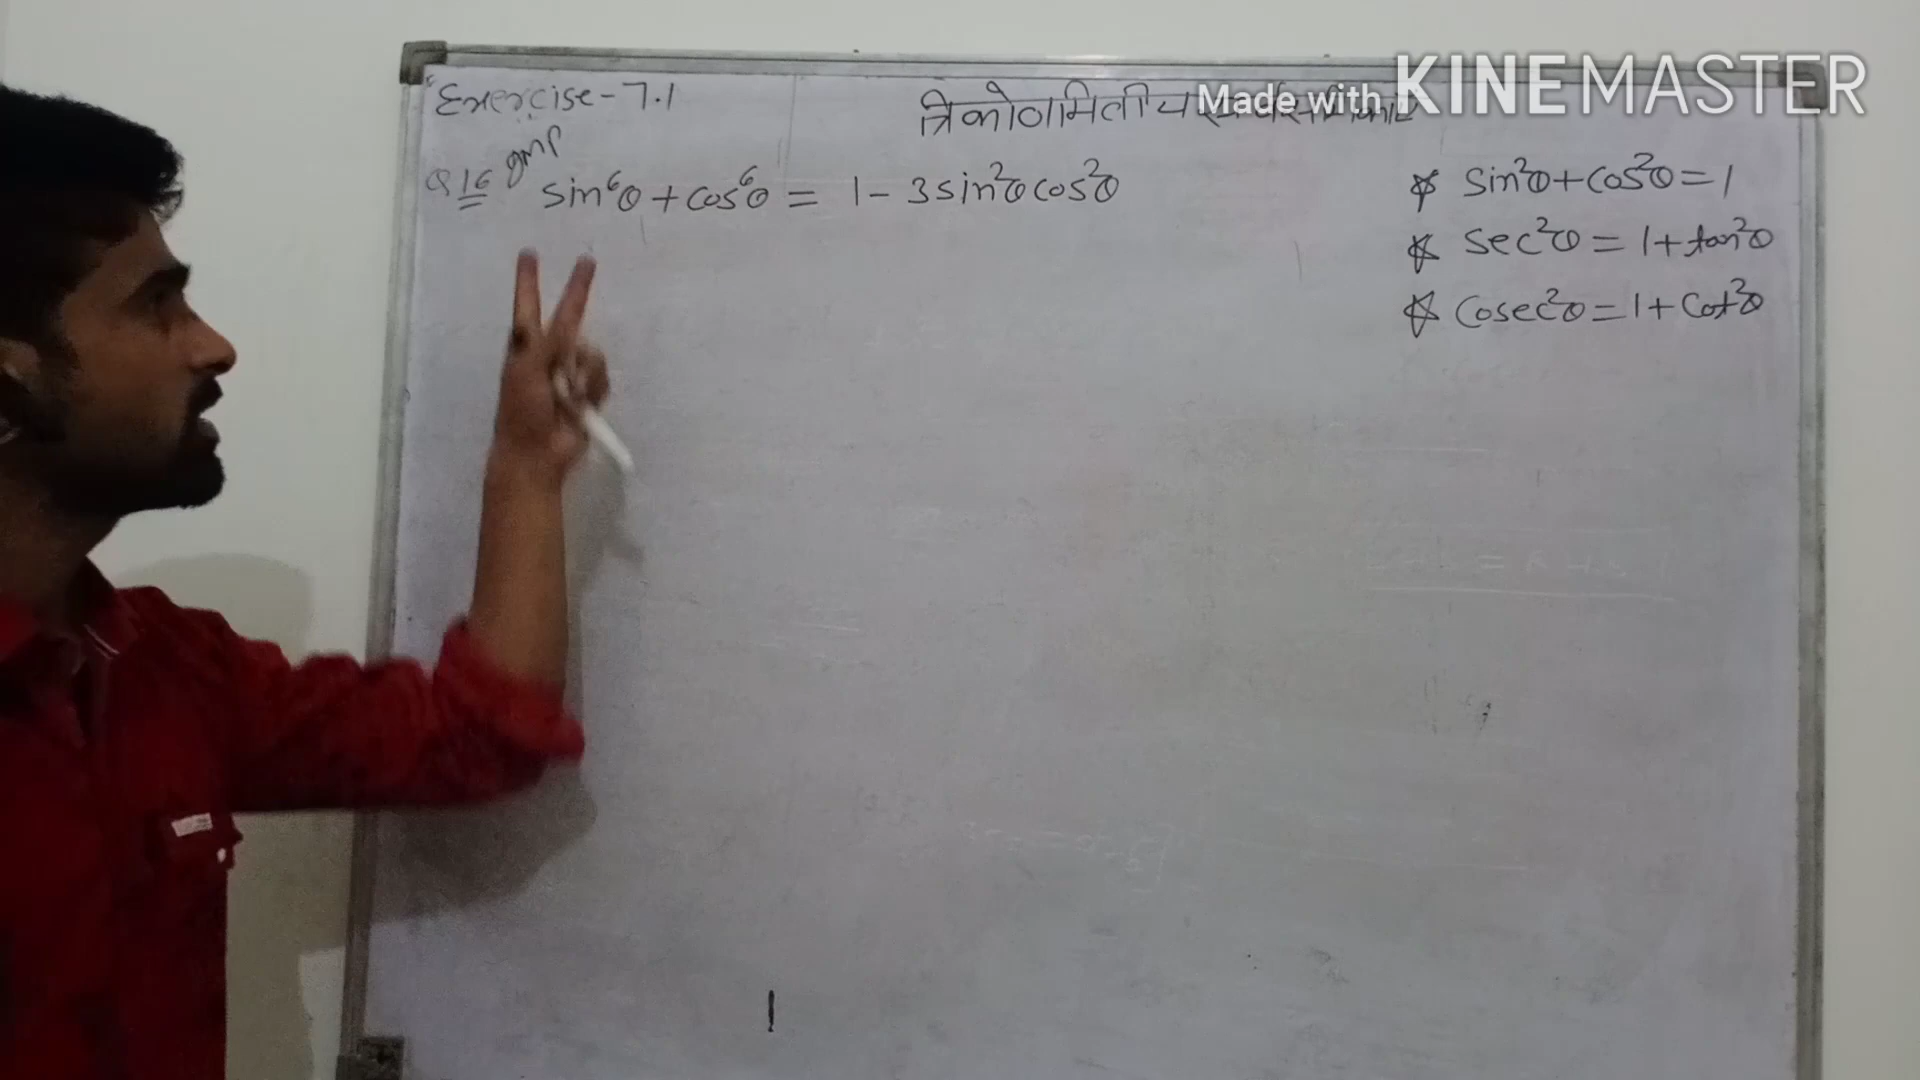 Exercise-7.1
त्रिकोणमितीय
Made with KINEMASTER
Q 16 Imp sin⁶θ + cos⁶θ = 1 - 3sin²θcos²θ
☆ sin²θ+cos²θ=1
☆ sec²θ = 1+tan²θ
☆ Cosec²θ=1+Cot²θ